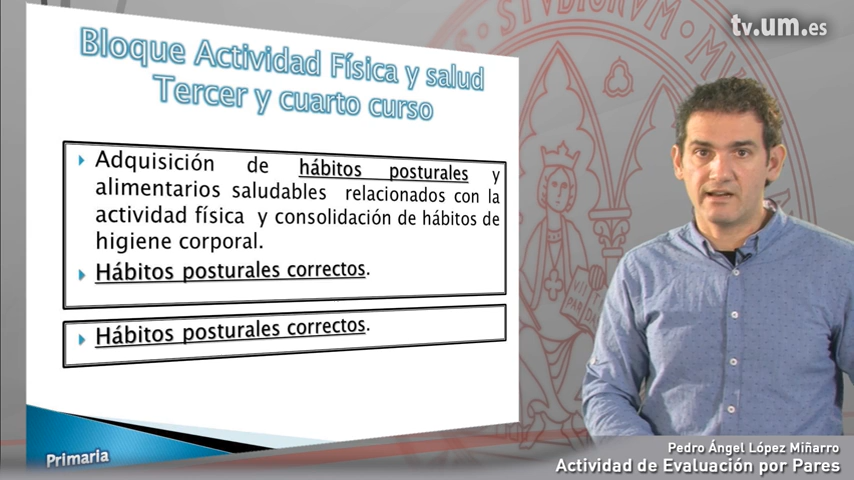 tv.um.es
Bloque Actividad Física y salud
Tercer y cuarto curso
Adquisición de hábitos posturales y
alimentarios saludables relacionados con la
actividad física y consolidación de hábitos de
higiene corporal.
Hábitos posturales correctos.
Hábitos posturales correctos.
Primaria
Pedro Ángel López Miñarro
Actividad de Evaluación por Pares